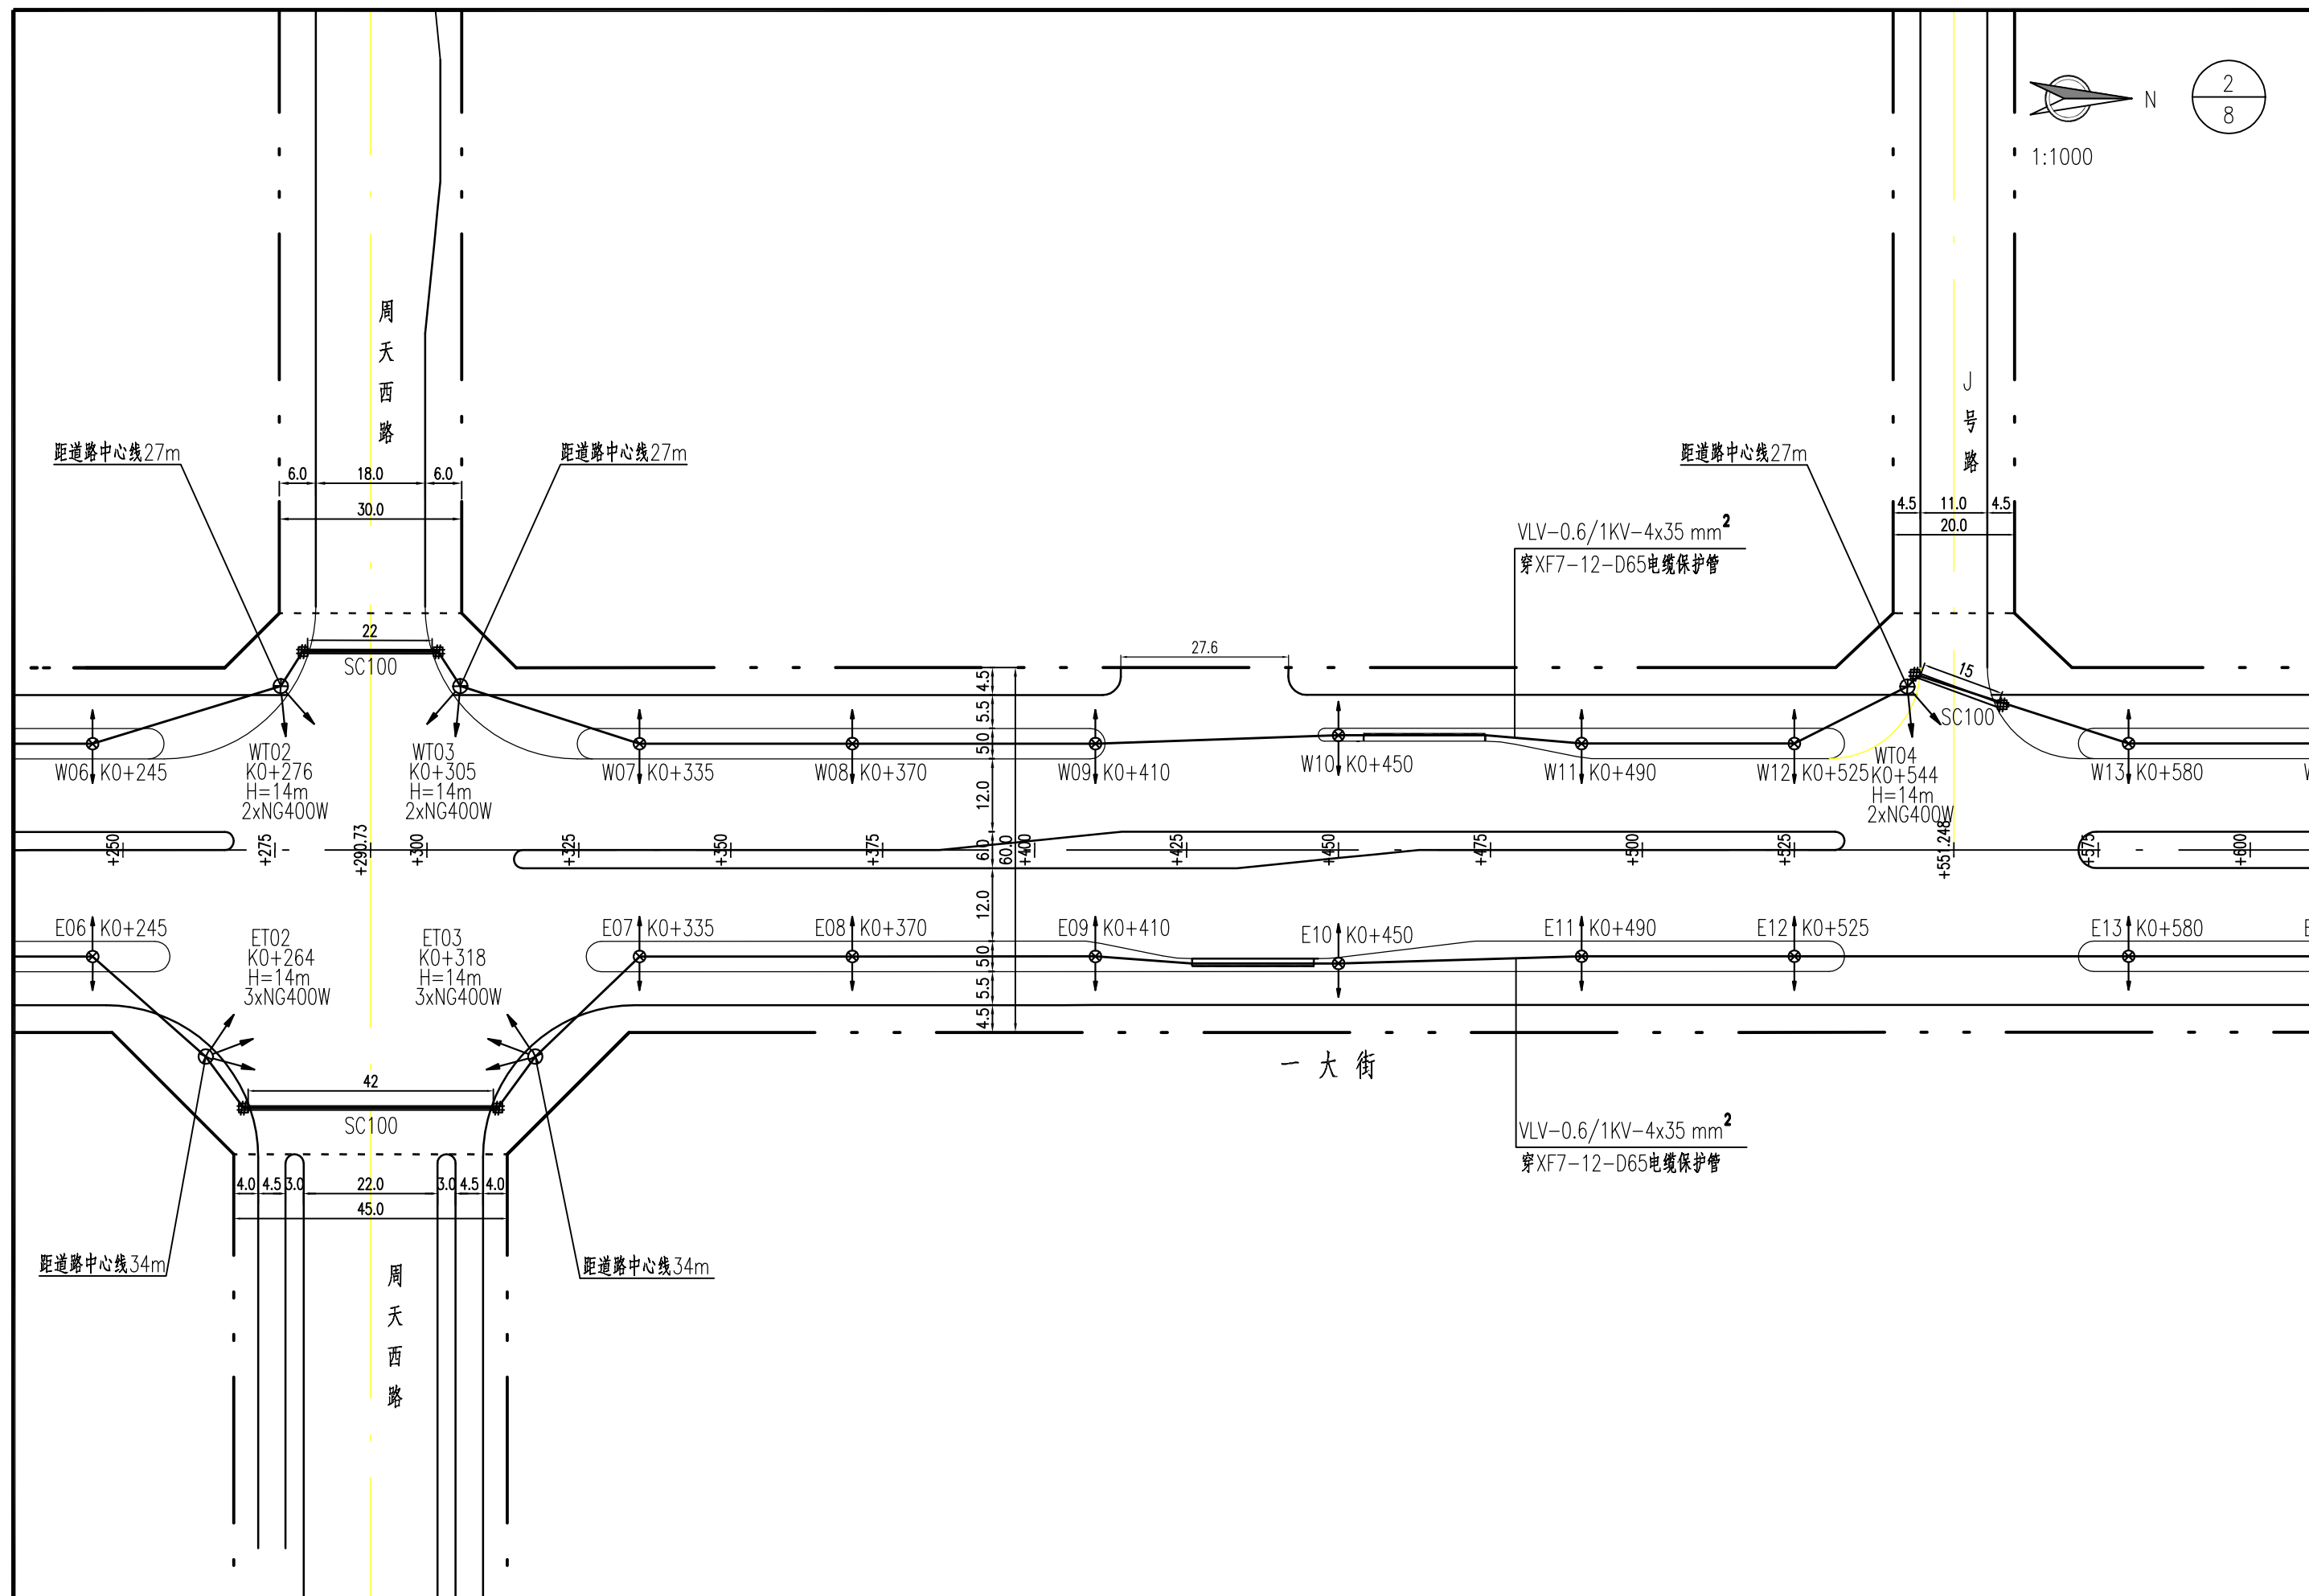 N
2
8
1:1000
周天西路
J号路
距道路中心线27m
距道路中心线27m
距道路中心线27m
6.0
18.0
6.0
30.0
4.5
11.0
4.5
20.0
VLV-0.6/1KV-4x35 mm²
穿XF7-12-D65电缆保护管
22
SC100
27.6
15
SC100
4.5
5.5
5.0
12.0
6.0
60.0
12.0
5.0
5.5
4.5
W06 K0+245
WT02
K0+276
H=14m
2xNG400W
WT03
K0+305
H=14m
2xNG400W
W07 K0+335
W08 K0+370
W09 K0+410
W10 K0+450
W11 K0+490
W12 K0+525
WT04
K0+544
H=14m
2xNG400W
W13 K0+580
+250
+275
+290.73
+300
+325
+350
+375
+400
+425
+450
+475
+500
+525
+551.248
+575
+600
E06 K0+245
ET02
K0+264
H=14m
3xNG400W
ET03
K0+318
H=14m
3xNG400W
E07 K0+335
E08 K0+370
E09 K0+410
E10 K0+450
E11 K0+490
E12 K0+525
E13 K0+580
一大街
42
SC100
VLV-0.6/1KV-4x35 mm²
穿XF7-12-D65电缆保护管
4.0
4.5
3.0
22.0
3.0
4.5
4.0
45.0
距道路中心线34m
距道路中心线34m
周天西路